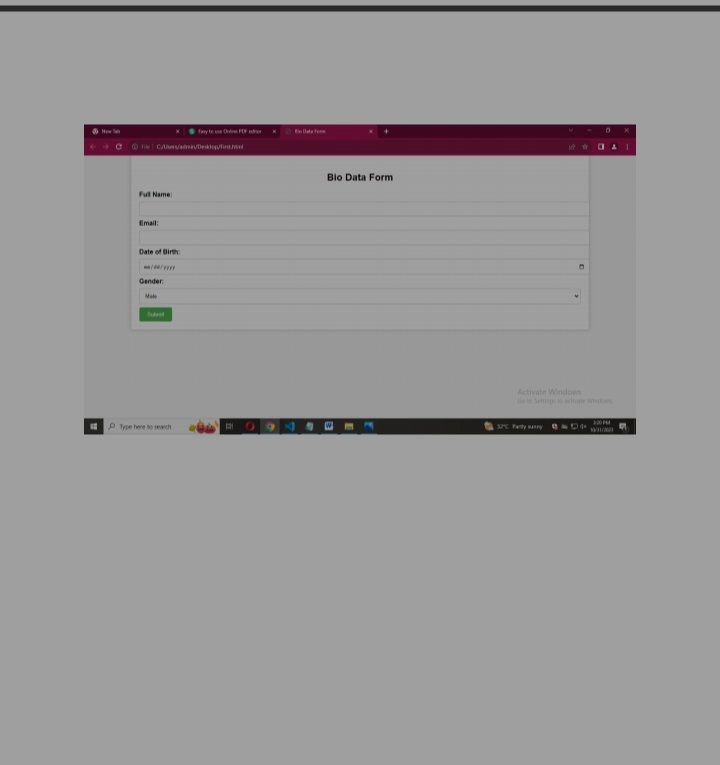 New Tab
Easy to use Online PDF editor
Bio Data Form
File | C:/Users/admin/Desktop/First.html
Bio Data Form
Full Name:
Email:
Date of Birth:
mm/dd/yyyy
Gender:
Male
Submit
Activate Windows
Go to Settings to activate Windows.
Type here to search
32°C Partly sunny
3:20 PM
10/31/2023